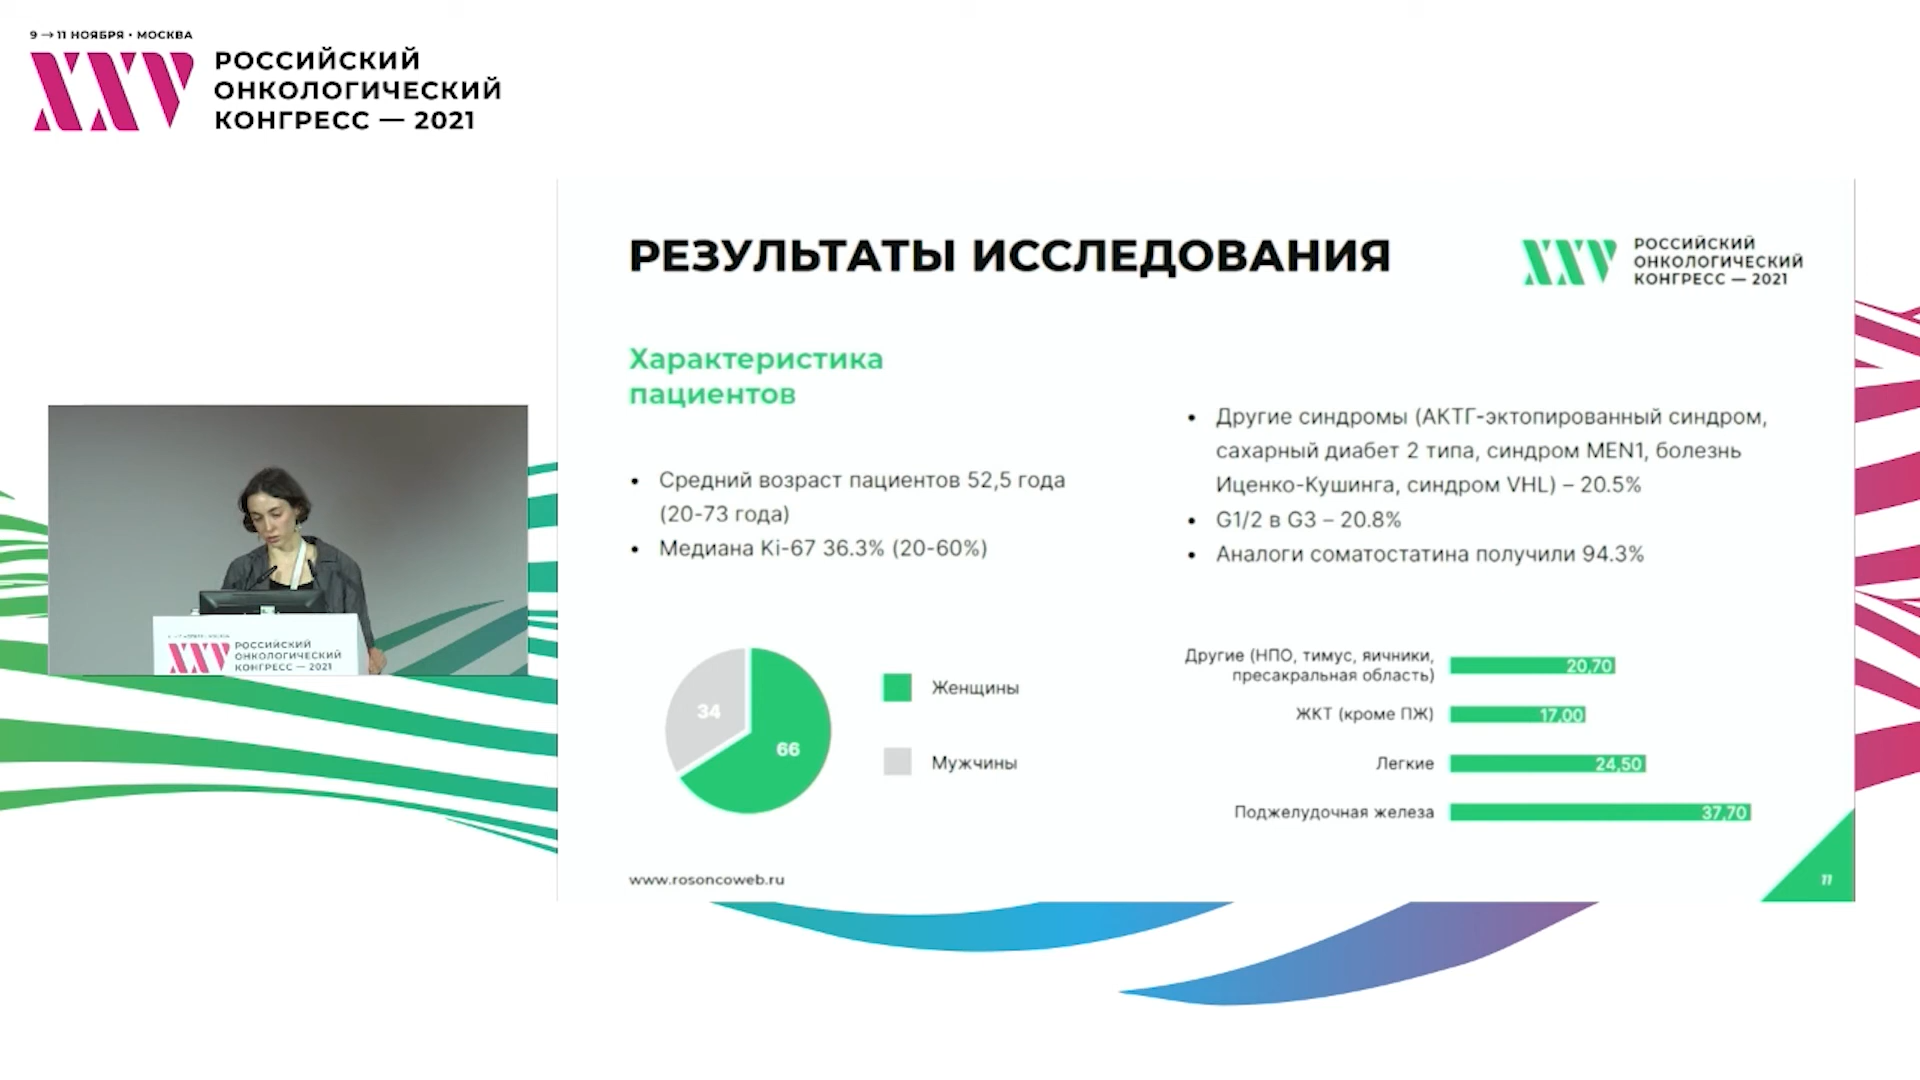 9 → 11 НОЯБРЯ • МОСКВА
XXV
РОССИЙСКИЙ
ОНКОЛОГИЧЕСКИЙ
КОНГРЕСС — 2021
РЕЗУЛЬТАТЫ ИССЛЕДОВАНИЯ
XXV
РОССИЙСКИЙ
ОНКОЛОГИЧЕСКИЙ
КОНГРЕСС — 2021
Характеристика
пациентов
• Средний возраст пациентов 52,5 года
(20-73 года)
• Медиана Ki-67 36.3% (20-60%)
• Другие синдромы (АКТГ-эктопированный синдром,
сахарный диабет 2 типа, синдром MEN1, болезнь
Иценко-Кушинга, синдром VHL) – 20.5%
• G1/2 в G3 – 20.8%
• Аналоги соматостатина получили 94.3%
34
66
Женщины
Мужчины
Другие (НПО, тимус, яичники,
пресакральная область)
20,70
ЖКТ (кроме ПЖ)
17,00
Легкие
24,50
Поджелудочная железа
37,70
www.rosoncoweb.ru
11
XXV
РОССИЙСКИЙ
ОНКОЛОГИЧЕСКИЙ
КОНГРЕСС — 2021